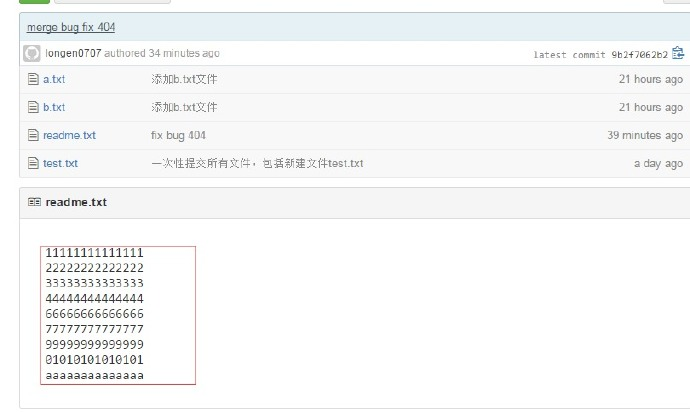 merge bug fix 404
longen0707 authored 34 minutes ago
latest commit 9b2f7062b2
a.txt 添加b.txt文件 21 hours ago
b.txt 添加b.txt文件 21 hours ago
readme.txt fix bug 404 39 minutes ago
test.txt 一次性提交所有文件，包括新建文件test.txt a day ago
readme.txt
11111111111111
22222222222222
33333333333333
44444444444444
66666666666666
77777777777777
99999999999999
01010101010101
aaaaaaaaaaaaaa